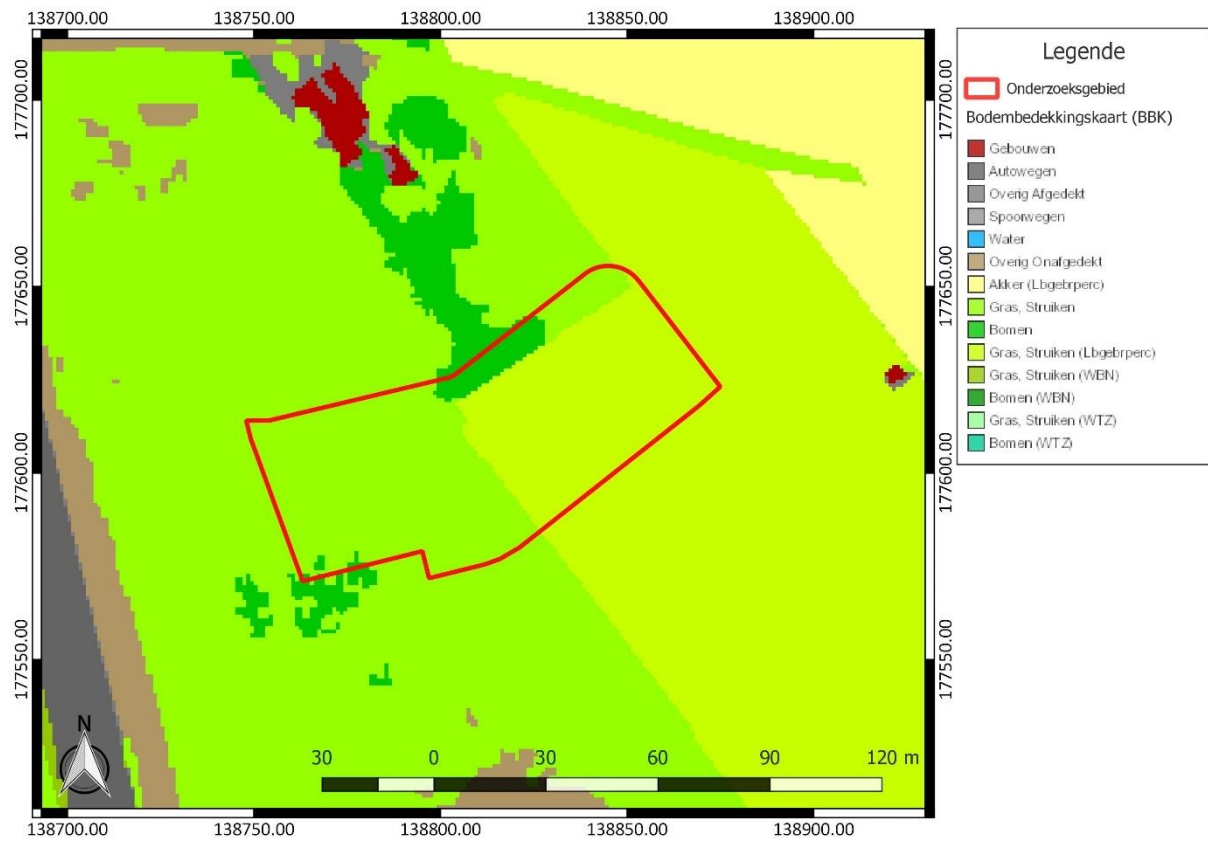 138700.00 138750.00 138800.00 138850.00 138900.00
Legende
Onderzoeksgebied
Bodembedekkingskaart (BBK)
Gebouwen
Autowegen
Overig Afgedekt
Spoorwegen
Water
Overig Onafgedekt
Akker (Lbgebrperc)
Gras, Struiken
Bomen
Gras, Struiken (Lbgebrperc)
Gras, Struiken (WBN)
Bomen (WBN)
Gras, Struiken (WTZ)
Bomen (WTZ)
177700.00
177650.00
177600.00
177550.00
177700.00
177650.00
177600.00
177550.00
N
30 0 30 60 90 120 m
138700.00 138750.00 138800.00 138850.00 138900.00